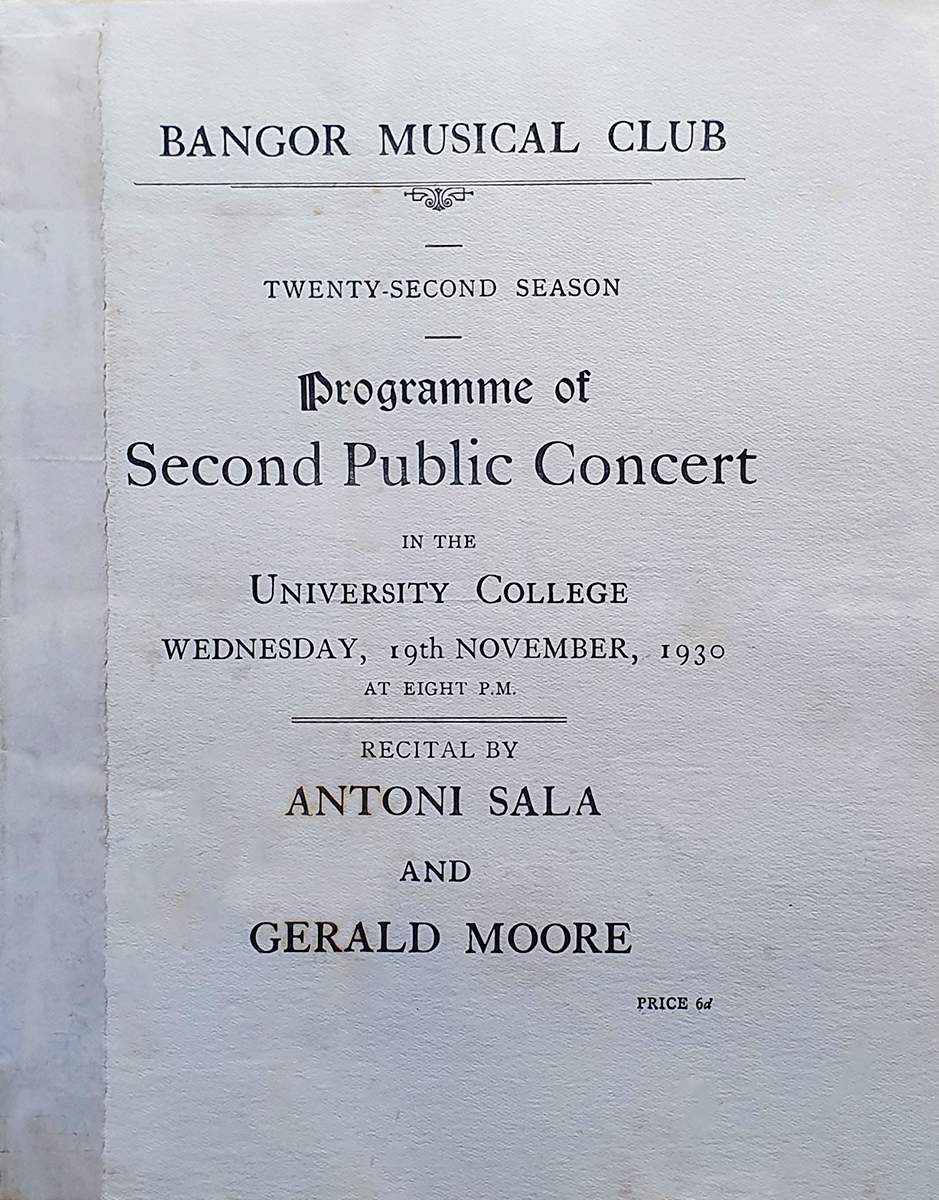 BANGOR MUSICAL CLUB
TWENTY-SECOND SEASON
Programme of
Second Public Concert
IN THE
UNIVERSITY COLLEGE
WEDNESDAY, 19th NOVEMBER, 1930
AT EIGHT P.M.
RECITAL BY
ANTONI SALA
AND
GERALD MOORE
PRICE 6d